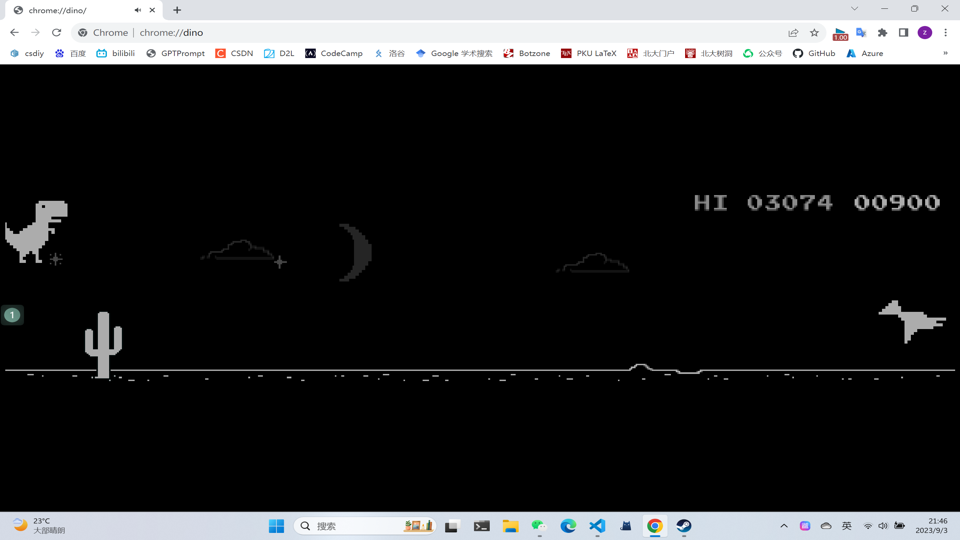 chrome://dino/
Chrome | chrome://dino
1.00
z
csdiy 百度 bilibili GPTPrompt CSDN D2L CodeCamp 洛谷 Google 学术搜索 Botzone PKU LaTeX 北大门户 北大树洞 公众号 GitHub Azure »
HI 03074 00900
1
23°C
大部晴朗
搜索
英
21:46
2023/9/3